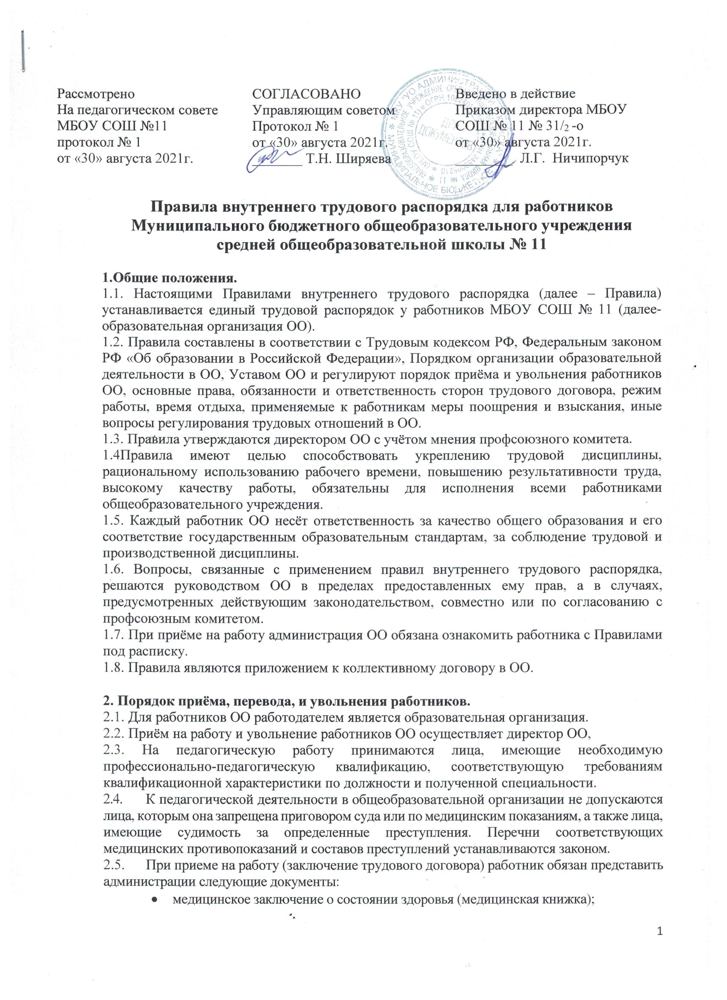 Рассмотрено
На педагогическом совете
МБОУ СОШ №11
протокол № 1
от «30» августа 2021г.
СОГЛАСОВАНО
Управляющим советом
Протокол № 1
от «30» августа 2021г.
_______ Т.Н. Ширяева
Введено в действие
Приказом директора МБОУ
СОШ № 11 № 31/2 -о
от «30» августа 2021г.
________ Л.Г. Ничипорчук
ДЛЯ
ДОКУМЕНТОВ
Правила внутреннего трудового распорядка для работников
Муниципального бюджетного общеобразовательного учреждения
средней общеобразовательной школы № 11
1.Общие положения.
1.1. Настоящими Правилами внутреннего трудового распорядка (далее – Правила)
устанавливается единый трудовой распорядок у работников МБОУ СОШ № 11 (далее-
образовательная организация ОО).
1.2. Правила составлены в соответствии с Трудовым кодексом РФ, Федеральным законом
РФ «Об образовании в Российской Федерации», Порядком организации образовательной
деятельности в ОО, Уставом ОО и регулируют порядок приёма и увольнения работников
ОО, основные права, обязанности и ответственность сторон трудового договора, режим
работы, время отдыха, применяемые к работникам меры поощрения и взыскания, иные
вопросы регулирования трудовых отношений в ОО.
1.3. Правила утверждаются директором ОО с учётом мнения профсоюзного комитета.
1.4Правила имеют целью способствовать укреплению трудовой дисциплины,
рациональному использованию рабочего времени, повышению результативности труда,
высокому качеству работы, обязательны для исполнения всеми работниками
общеобразовательного учреждения.
1.5. Каждый работник ОО несёт ответственность за качество общего образования и его
соответствие государственным образовательным стандартам, за соблюдение трудовой и
производственной дисциплины.
1.6. Вопросы, связанные с применением правил внутреннего трудового распорядка,
решаются руководством ОО в пределах предоставленных ему прав, а в случаях,
предусмотренных действующим законодательством, совместно или по согласованию с
профсоюзным комитетом.
1.7. При приёме на работу администрация ОО обязана ознакомить работника с Правилами
под расписку.
1.8. Правила являются приложением к коллективному договору в ОО.
2. Порядок приёма, перевода, и увольнения работников.
2.1. Для работников ОО работодателем является образовательная организация.
2.2. Приём на работу и увольнение работников ОО осуществляет директор ОО,
2.3. На педагогическую работу принимаются лица, имеющие необходимую
профессионально-педагогическую квалификацию, соответствующую требованиям
квалификационной характеристики по должности и полученной специальности.
2.4. К педагогической деятельности в общеобразовательной организации не допускаются
лица, которым она запрещена приговором суда или по медицинским показаниям, а также лица,
имеющие судимость за определенные преступления. Перечни соответствующих
медицинских противопоказаний и составов преступлений устанавливаются законом.
2.5. При приеме на работу (заключение трудового договора) работник обязан представить
администрации следующие документы:
• медицинское заключение о состоянии здоровья (медицинская книжка);
1